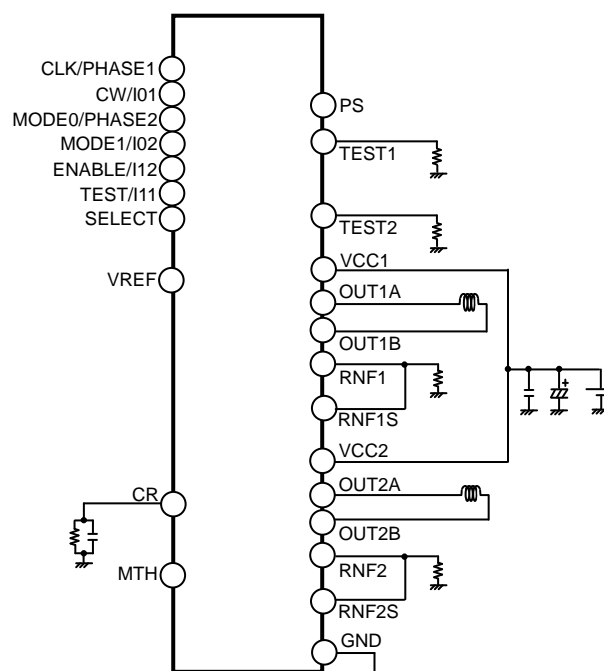 CLK/PHASE1
CW/I01
MODE0/PHASE2
MODE1/I02
ENABLE/I12
TEST/I11
SELECT
VREF
CR
MTH
PS
TEST1
TEST2
VCC1
OUT1A
OUT1B
RNF1
RNF1S
VCC2
OUT2A
OUT2B
RNF2
RNF2S
GND
+